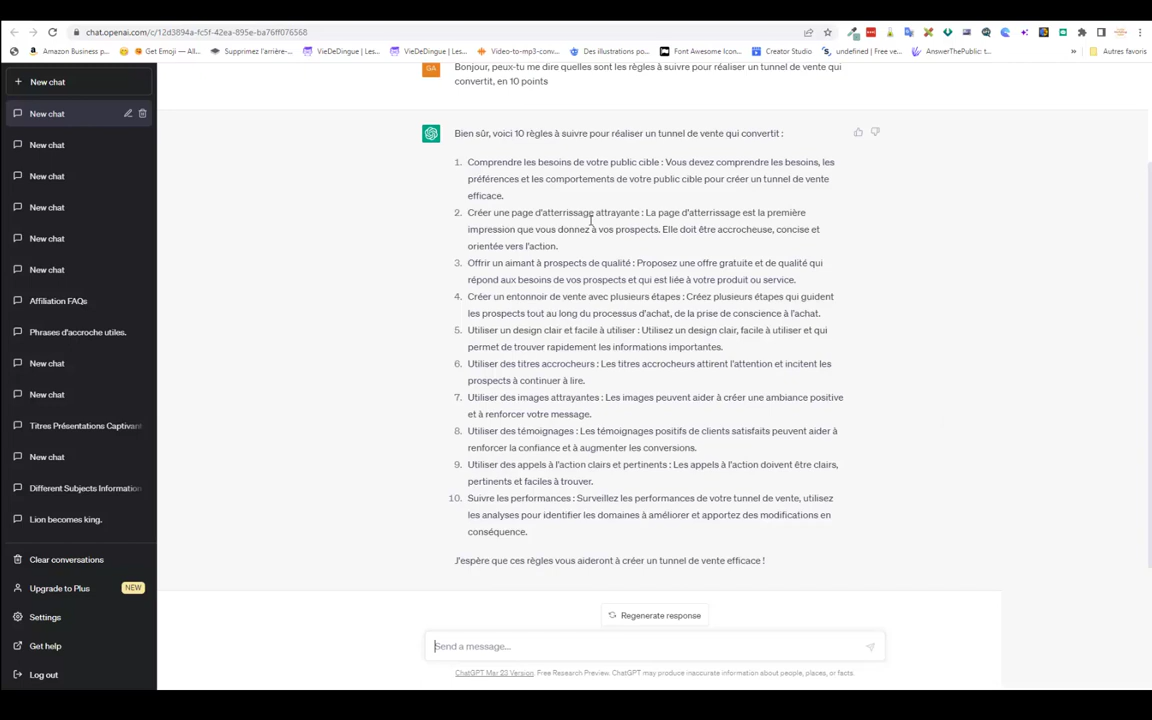 chat.openai.com/c/12d3894a-fc5f-42ea-895e-ba76ff076568
Amazon Business p...
Get Emoji — All...
Supprimez l'arrière-...
VieDeDingue | Les...
VieDeDingue | Les...
Video-to-mp3-conv...
Des illustrations po...
Font Awesome Icon...
Creator Studio
undefined | Free ve...
AnswerThePublic: t...
»
Autres favoris
+ New chat
New chat
New chat
New chat
New chat
New chat
New chat
Affiliation FAQs
Phrases d'accroche utiles.
New chat
New chat
Titres Présentations Captivan
New chat
Different Subjects Information
Lion becomes king.
Clear conversations
Upgrade to Plus
NEW
Settings
Get help
Log out
GA
Bonjour, peux-tu me dire quelles sont les règles à suivre pour réaliser un tunnel de vente qui
convertit, en 10 points
Bien sûr, voici 10 règles à suivre pour réaliser un tunnel de vente qui convertit :
1. Comprendre les besoins de votre public cible : Vous devez comprendre les besoins, les
préférences et les comportements de votre public cible pour créer un tunnel de vente
efficace.
2. Créer une page d'atterrissage attrayante : La page d'atterrissage est la première
impression que vous donnez à vos prospects. Elle doit être accrocheuse, concise et
orientée vers l'action.
3. Offrir un aimant à prospects de qualité : Proposez une offre gratuite et de qualité qui
répond aux besoins de vos prospects et qui est liée à votre produit ou service.
4. Créer un entonnoir de vente avec plusieurs étapes : Créez plusieurs étapes qui guident
les prospects tout au long du processus d'achat, de la prise de conscience à l'achat.
5. Utiliser un design clair et facile à utiliser : Utilisez un design clair, facile à utiliser et qui
permet de trouver rapidement les informations importantes.
6. Utiliser des titres accrocheurs : Les titres accrocheurs attirent l'attention et incitent les
prospects à continuer à lire.
7. Utiliser des images attrayantes : Les images peuvent aider à créer une ambiance positive
et à renforcer votre message.
8. Utiliser des témoignages : Les témoignages positifs de clients satisfaits peuvent aider à
renforcer la confiance et à augmenter les conversions.
9. Utiliser des appels à l'action clairs et pertinents : Les appels à l'action doivent être clairs,
pertinents et faciles à trouver.
10. Suivre les performances : Surveillez les performances de votre tunnel de vente, utilisez
les analyses pour identifier les domaines à améliorer et apportez des modifications en
conséquence.
J'espère que ces règles vous aideront à créer un tunnel de vente efficace !
Regenerate response
Send a message...
ChatGPT Mar 23 Version. Free Research Preview. ChatGPT may produce inaccurate information about people, places, or facts.